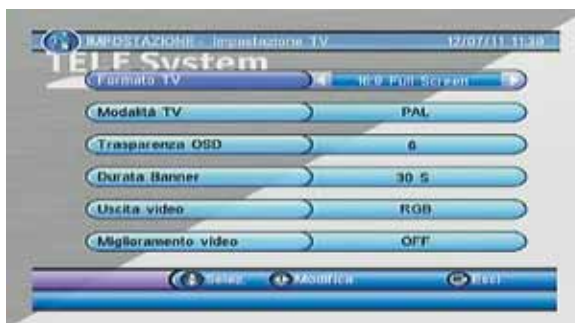 IMPOSTAZIONE - Impostazione TV 12/07/11 11:39
TELE System
Formato TV 16:9 Full Screen
Modalità TV PAL
Trasparenza OSD 6
Durata Banner 30 S
Uscita video RGB
Miglioramento video OFF
Selez. Modifica Esci